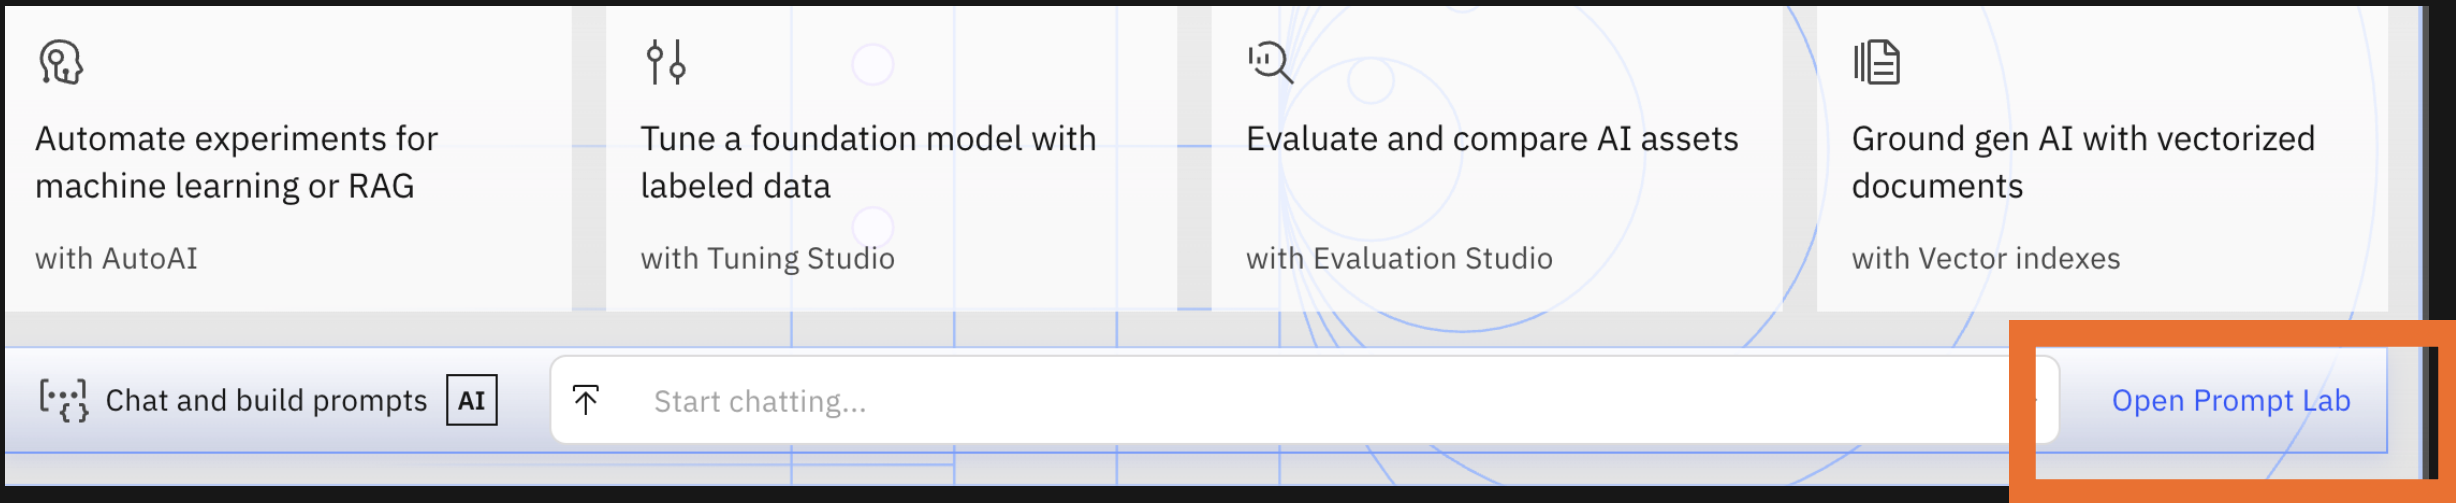 Automate experiments for
machine learning or RAG
with AutoAI
Tune a foundation model with
labeled data
with Tuning Studio
Evaluate and compare AI assets
with Evaluation Studio
Ground gen AI with vectorized
documents
with Vector indexes
Chat and build prompts AI
Start chatting...
Open Prompt Lab